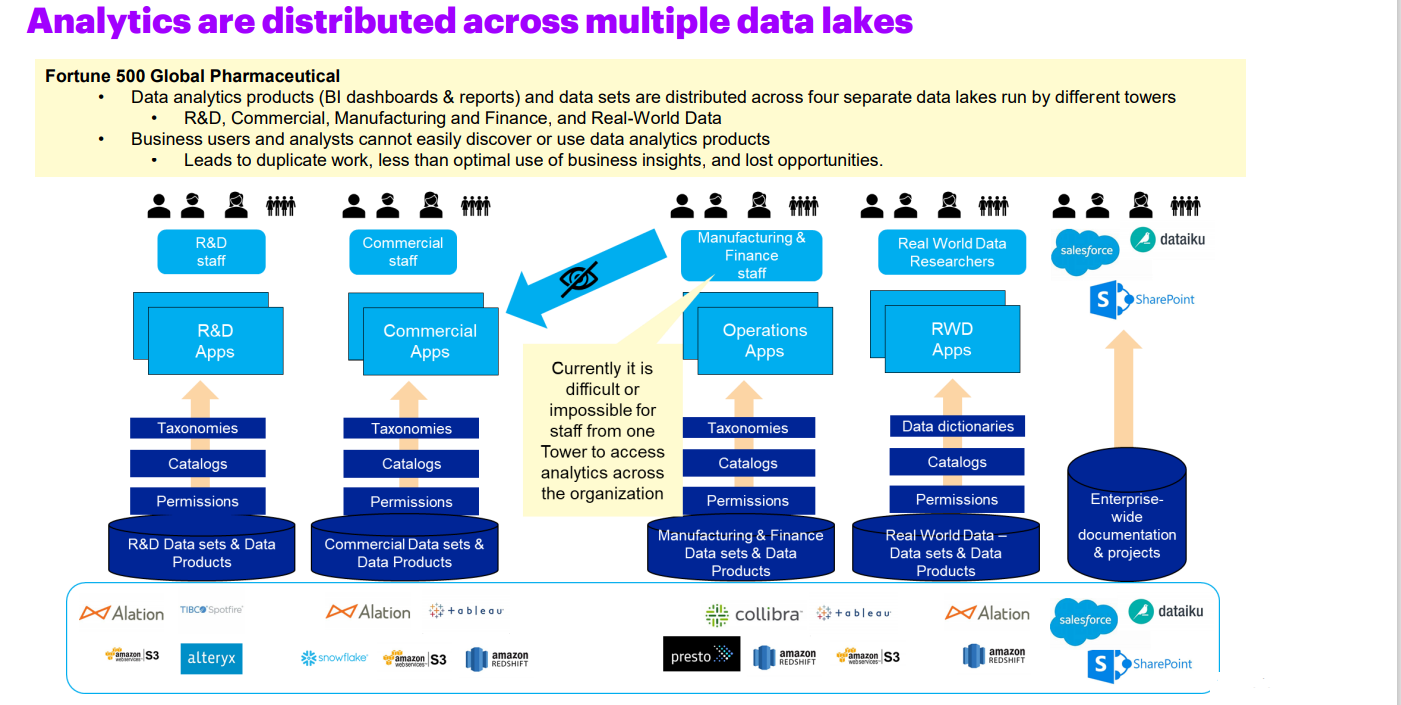 Analytics are distributed across multiple data lakes
Fortune 500 Global Pharmaceutical
• Data analytics products (BI dashboards & reports) and data sets are distributed across four separate data lakes run by different towers
• R&D, Commercial, Manufacturing and Finance, and Real-World Data
• Business users and analysts cannot easily discover or use data analytics products
• Leads to duplicate work, less than optimal use of business insights, and lost opportunities.
R&D
staff
Commercial
staff
Manufacturing &
Finance
staff
Real World Data
Researchers
salesforce
dataiku
S SharePoint
R&D
Apps
Commercial
Apps
Operations
Apps
RWD
Apps
Currently it is
difficult or
impossible for
staff from one
Tower to access
analytics across
the organization
Taxonomies
Catalogs
Permissions
R&D Data sets & Data
Products
Taxonomies
Catalogs
Permissions
Commercial Data sets &
Data Products
Taxonomies
Catalogs
Permissions
Manufacturing & Finance
Data sets & Data
Products
Data dictionaries
Catalogs
Permissions
Real World Data –
Data sets & Data
Products
Enterprise-
wide
documentation
& projects
Alation
TIBCO Spotfire
amazon
web services S3
alteryx
Alation
+ableau
snowflake
amazon
web services S3
amazon
REDSHIFT
collibra
+ableau
presto
amazon
REDSHIFT
amazon
web services S3
Alation
amazon
REDSHIFT
salesforce
dataiku
S SharePoint